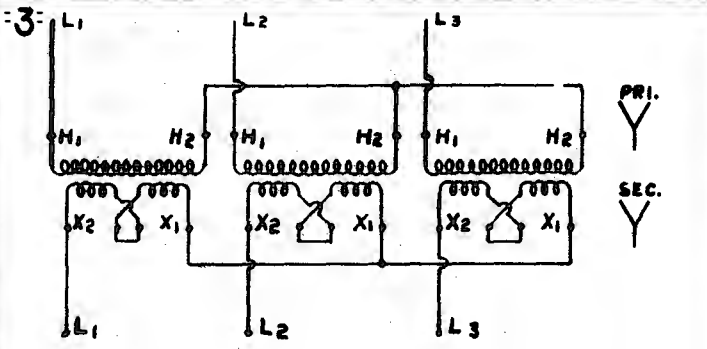 =3= L1 L2 L3
PRI.
H1 H2 H1 H2 H1 H2
SEC.
X2 X1 X2 X1 X2 X1
L1 L2 L3